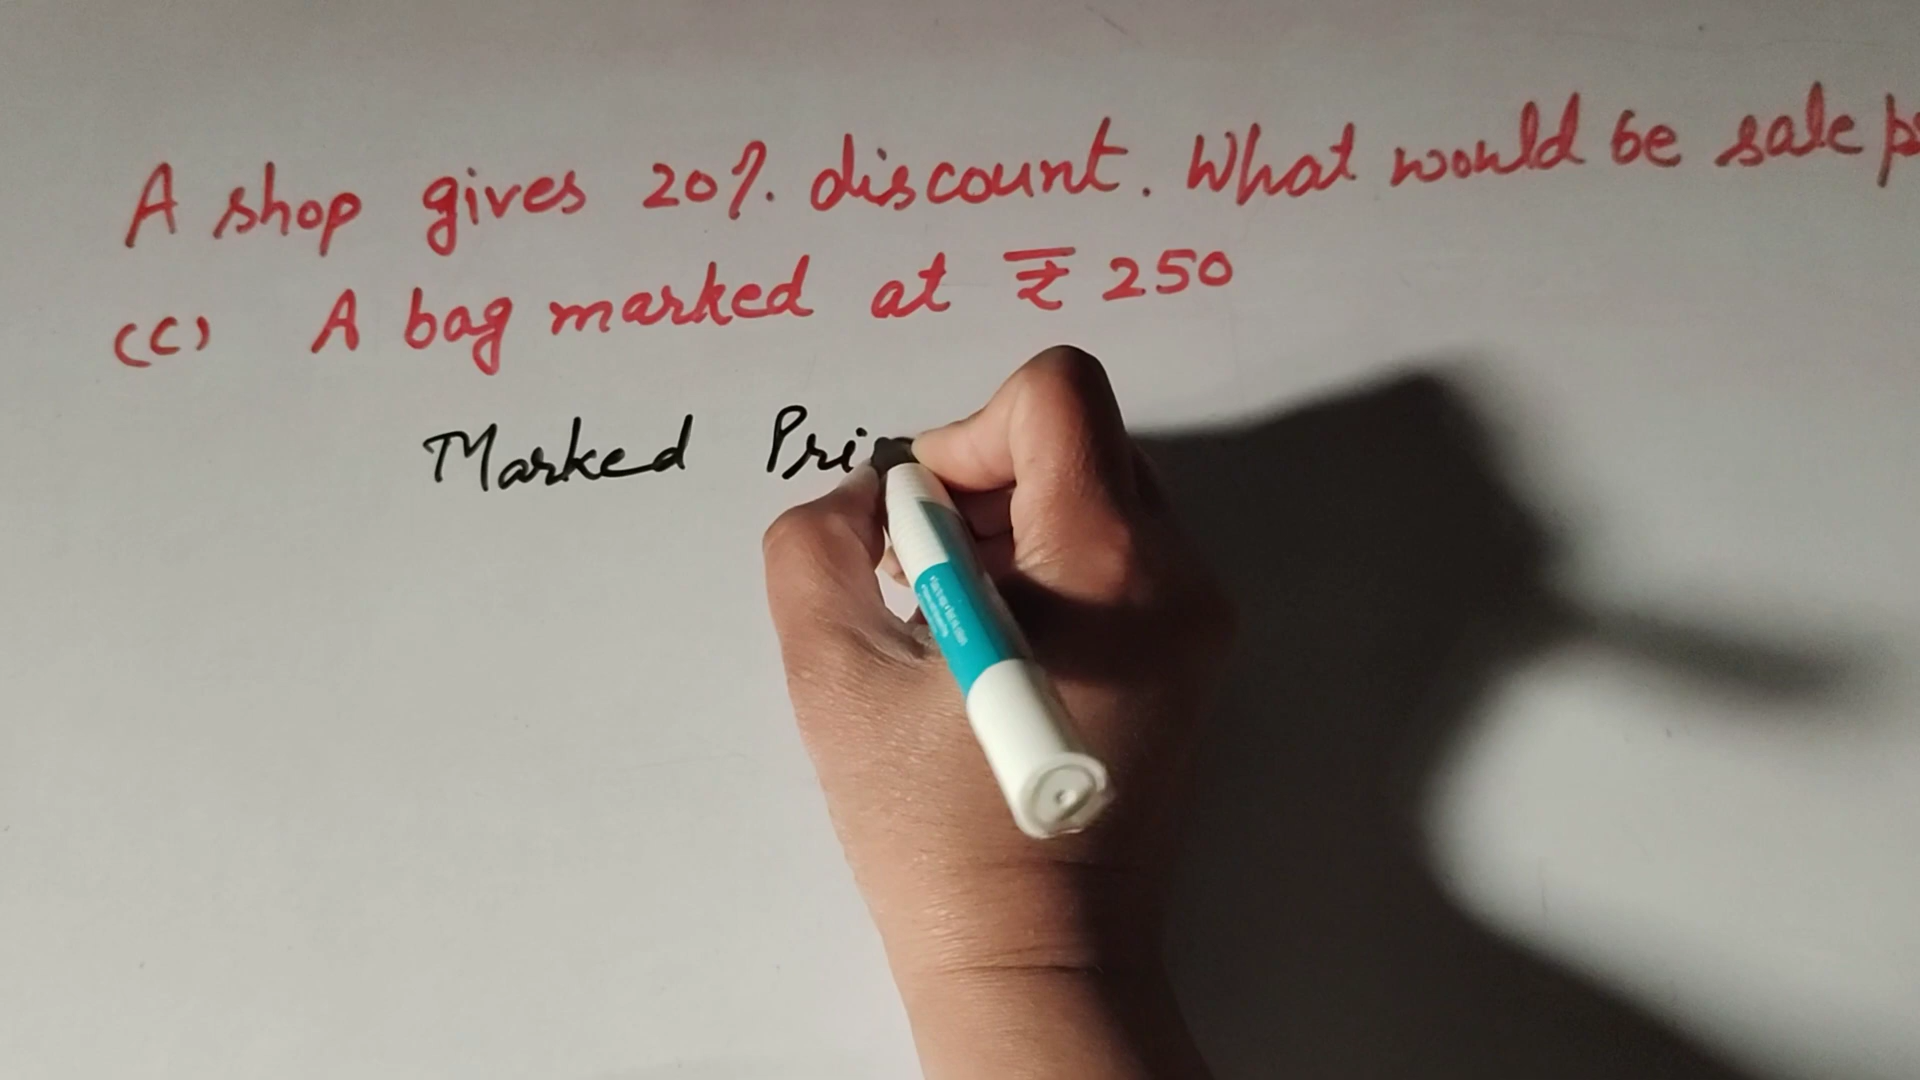 A shop gives 20%. discount. What would be sale
(C) A bag marked at ₹ 250
Marked Pri